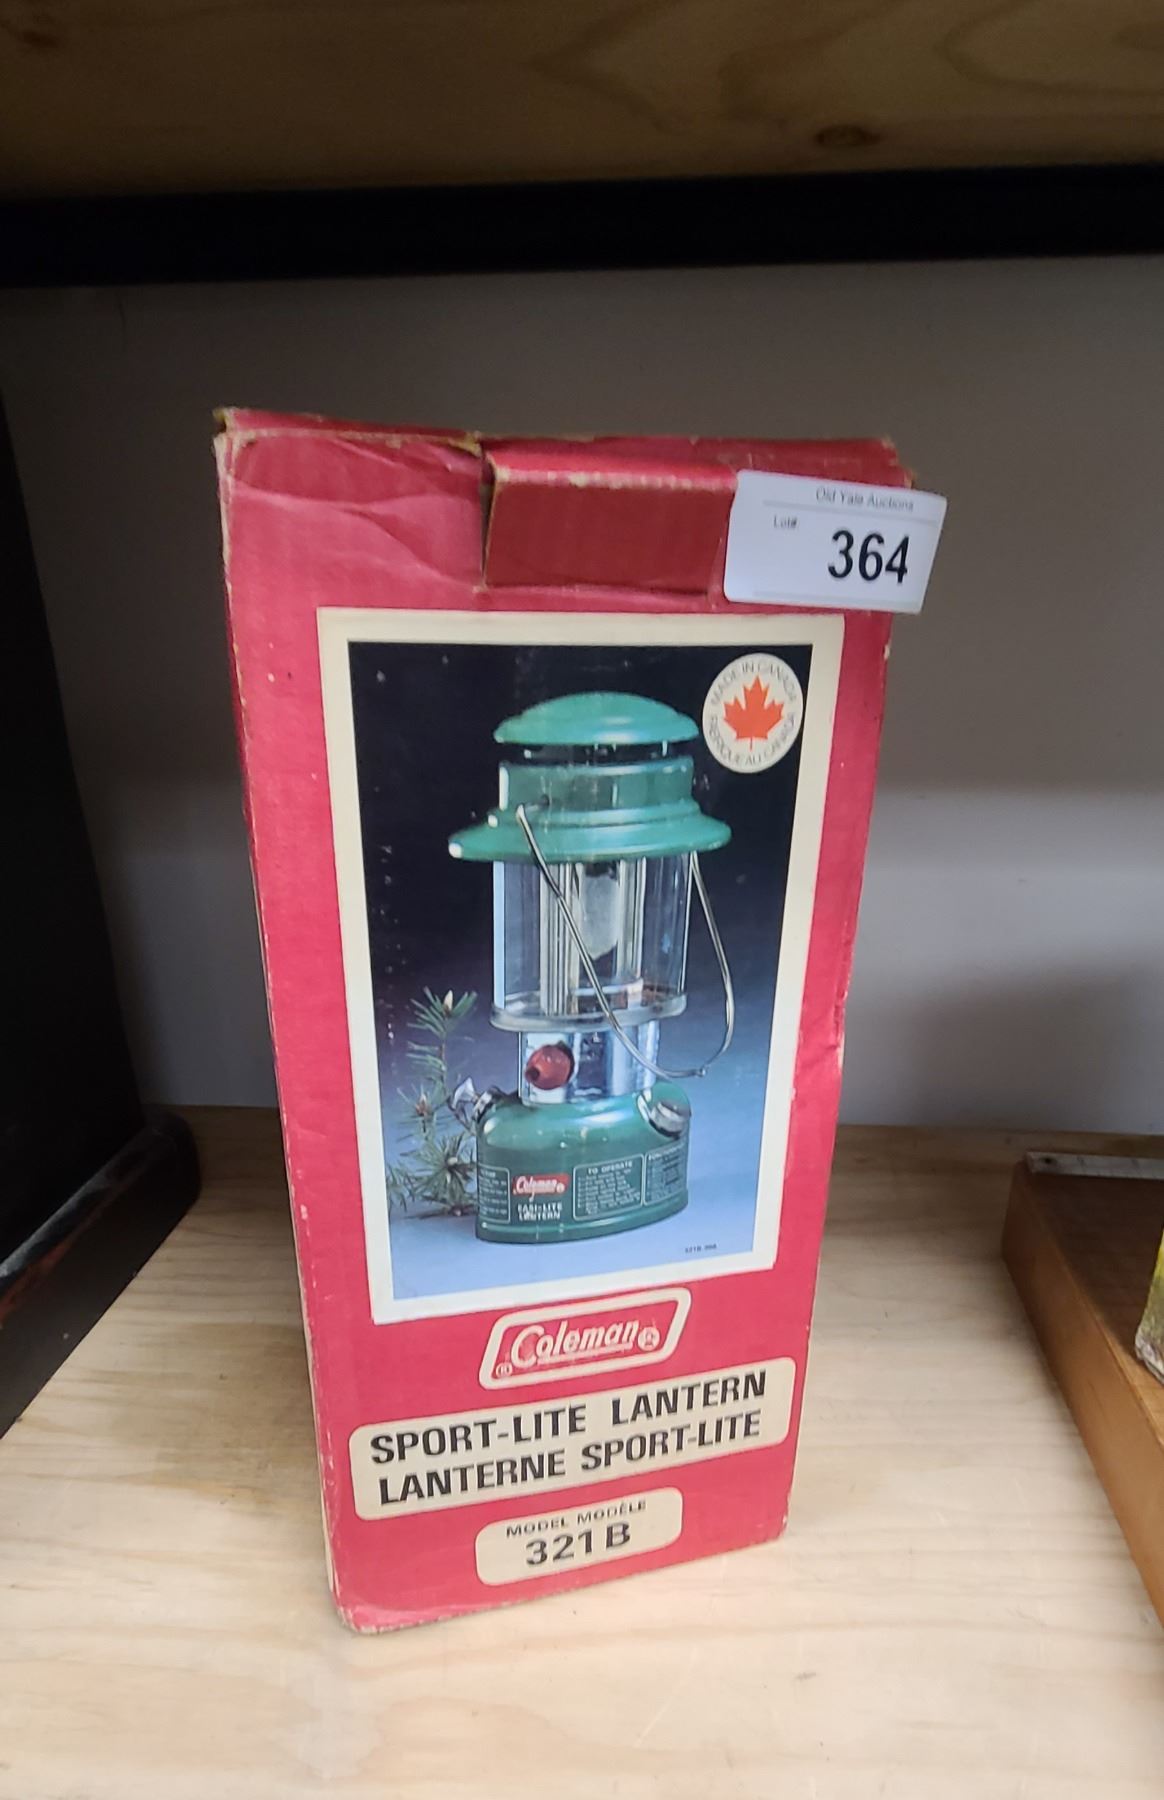 Old Yale Auctions
Lot#
364
MADE IN CANADA
FABRIQUÉ AU CANADA
Coleman
EASI-LITE
LANTERN
TO OPERATE
Coleman
SPORT-LITE LANTERN
LANTERNE SPORT-LITE
MODEL MODÈLE
321B